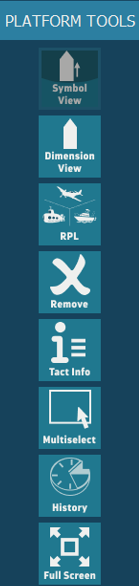 PLATFORM TOOLS
Symbol
View
Dimension
View
RPL
Remove
Tact Info
Multiselect
History
Full Screen